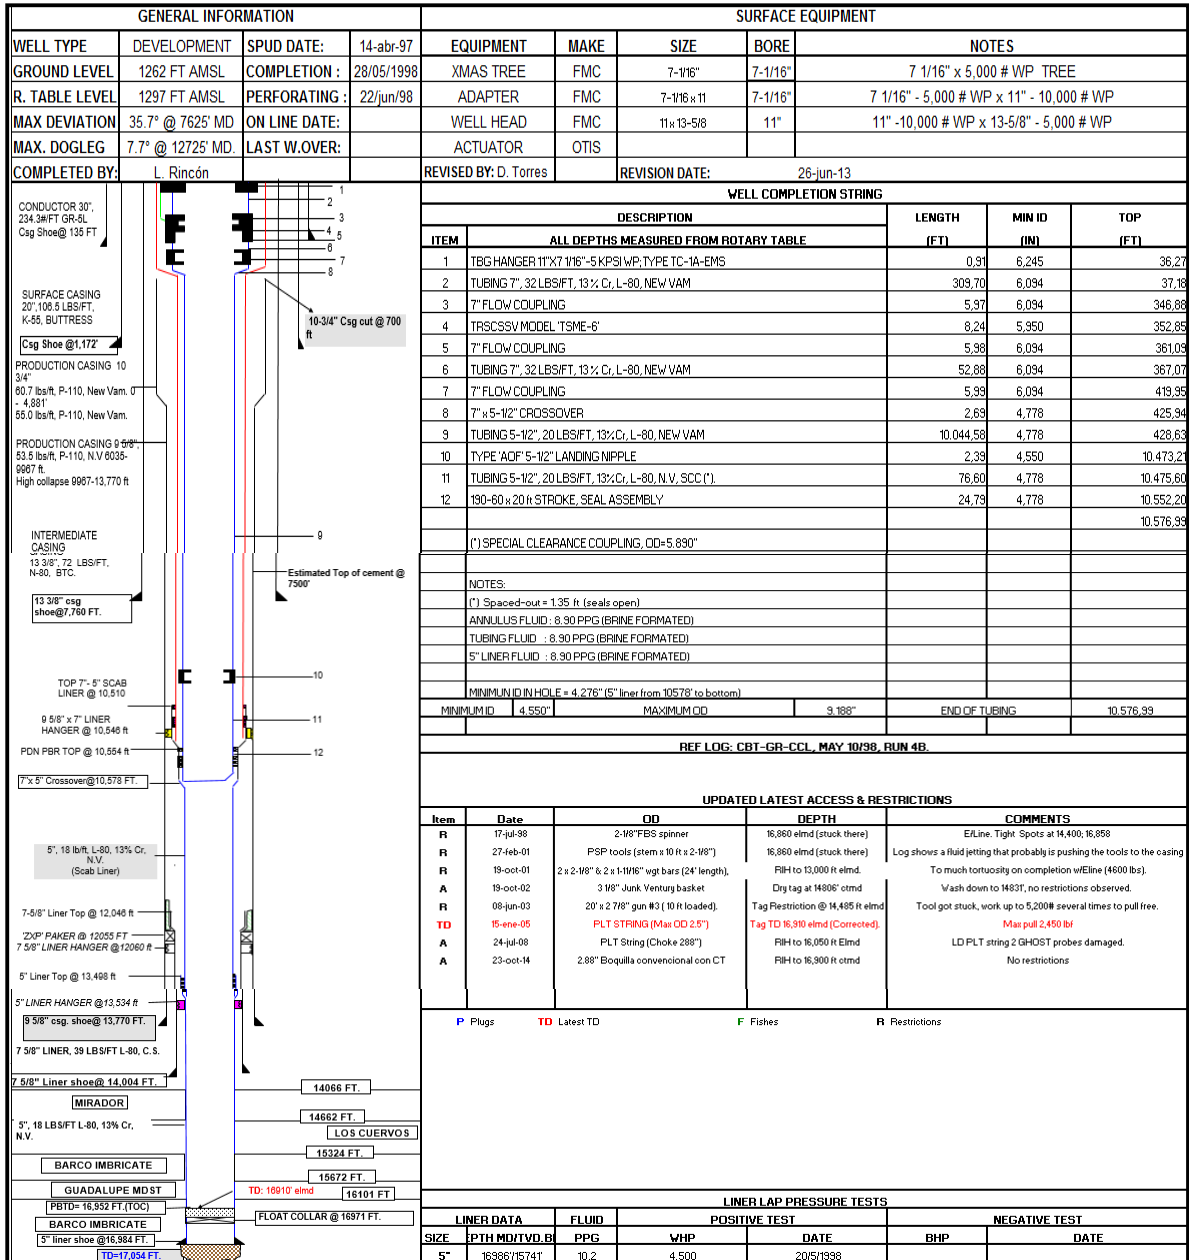 GENERAL INFORMATION
WELL TYPE DEVELOPMENT SPUD DATE: 14-abr-97
GROUND LEVEL 1262 FT AMSL COMPLETION : 28/05/1998
R. TABLE LEVEL 1297 FT AMSL PERFORATING : 22/jun/98
MAX DEVIATION 35.7° @ 7625' MD ON LINE DATE:
MAX. DOGLEG 7.7° @ 12725' MD. LAST W.OVER:
COMPLETED BY: L. Rincón
SURFACE EQUIPMENT
EQUIPMENT MAKE SIZE BORE NOTES
XMAS TREE FMC 7-1/16" 7-1/16" 7 1/16" x 5,000 # WP TREE
ADAPTER FMC 7-1/16 x 11 7-1/16" 7 1/16" - 5,000 # WP x 11" - 10,000 # WP
WELL HEAD FMC 11 x 13-5/8 11" 11" -10,000 # WP x 13-5/8" - 5,000 # WP
ACTUATOR OTIS
REVISED BY: D. Torres REVISION DATE: 26-jun-13
CONDUCTOR 30",
234.3#/FT GR-5L
Csg Shoe@ 135 FT
1
2
3
4
5
6
7
8
SURFACE CASING
20",106.5 LBS/FT,
K-55, BUTTRESS
Csg Shoe @1,172'
10-3/4" Csg cut @ 700
ft
PRODUCTION CASING 10
3/4"
60.7 lbs/ft, P-110, New Vam. 0
- 4,881'
55.0 lbs/ft, P-110, New Vam.
PRODUCTION CASING 9 5/8",
53.5 lbs/ft, P-110, N.V 6035-
9967 ft.
High collapse 9967-13,770 ft
INTERMEDIATE
CASING
13 3/8", 72 LBS/FT,
N-80, BTC.
9
Estimated Top of cement @
7500'
13 3/8" csg
shoe@7,760 FT.
TOP 7"- 5" SCAB
LINER @ 10,510
10
9 5/8" x 7" LINER
HANGER @ 10,546 ft
11
PDN PBR TOP @ 10,554 ft
12
7"x 5" Crossover@10,578 FT.
5", 18 lb/ft, L-80, 13% Cr,
N.V.
(Scab Liner)
7-5/8" Liner Top @ 12,046 ft
'ZXP' PAKER @ 12055 FT
7 5/8" LINER HANGER @12060 ft
5" Liner Top @ 13,498 ft
5" LINER HANGER @13,534 ft
9 5/8" csg. shoe@ 13,770 FT.
7 5/8" LINER, 39 LBS/FT L-80, C.S.
7 5/8" Liner shoe@ 14,004 FT.
14066 FT.
MIRADOR
14662 FT.
5", 18 LBS/FT L-80, 13% Cr,
N.V.
LOS CUERVOS
15324 FT.
BARCO IMBRICATE
15672 FT.
GUADALUPE MDST
TD: 16910' elmd
16101 FT
PBTD= 16,952 FT.(TOC)
FLOAT COLLAR @ 16971 FT.
BARCO IMBRICATE
5" liner shoe @16,984 FT.
TD=17,054 FT.
WELL COMPLETION STRING
DESCRIPTION LENGTH MIN ID TOP
ITEM ALL DEPTHS MEASURED FROM ROTARY TABLE (FT) (IN) (FT)
1 TBG HANGER 11"X7 1/16"-5 KPSI WP; TYPE TC-1A-EMS 0,91 6,245 36,27
2 TUBING 7", 32 LBS/FT, 13% Cr, L-80, NEW VAM 309,70 6,094 37,18
3 7" FLOW COUPLING 5,97 6,094 346,88
4 TRSCSSV MODEL 'TSME-6' 8,24 5,950 352,85
5 7" FLOW COUPLING 5,98 6,094 361,09
6 TUBING 7", 32 LBS/FT, 13% Cr, L-80, NEW VAM 52,88 6,094 367,07
7 7" FLOW COUPLING 5,99 6,094 419,95
8 7" x 5-1/2" CROSSOVER 2,69 4,778 425,94
9 TUBING 5-1/2", 20 LBS/FT, 13%Cr, L-80, NEW VAM 10.044,58 4,778 428,63
10 TYPE 'AOF' 5-1/2" LANDING NIPPLE 2,39 4,550 10.473,21
11 TUBING 5-1/2", 20 LBS/FT, 13%Cr, L-80, N.V, SCC (*). 76,60 4,778 10.475,60
12 190-60 x 20 ft STROKE, SEAL ASSEMBLY 24,79 4,778 10.552,20
10.576,99
(*) SPECIAL CLEARANCE COUPLING, OD=5.890"
NOTES:
(*) Spaced-out = 1.35 ft (seals open)
ANNULUS FLUID : 8.90 PPG (BRINE FORMATED)
TUBING FLUID : 8.90 PPG (BRINE FORMATED)
5" LINER FLUID : 8.90 PPG (BRINE FORMATED)
MINIMUN ID IN HOLE = 4.276" (5" liner from 10578' to bottom)
MINIMUM ID 4.550" MAXIMUM OD 9.188" END OF TUBING 10.576,99
REF LOG: CBT-GR-CCL, MAY 10/98, RUN 4B.
UPDATED LATEST ACCESS & RESTRICTIONS
Item Date OD DEPTH COMMENTS
R 17-jul-98 2-1/8"FBS spinner 16,860 elmd (stuck there) E/Line. Tight Spots at 14,400; 16,858
R 27-feb-01 PSP tools (stem x 10 ft x 2-1/8") 16,860 elmd (stuck there) Log shows a fluid jetting that probably is pushing the tools to the casing
R 19-oct-01 2 x 2-1/8" & 2 x 1-11/16" wgt bars (24' length), RIH to 13,000 ft elmd. To much tortuosity on completion w/Eline (4600 lbs).
A 19-oct-02 3 1/8" Junk Ventury basket Dry tag at 14806' ctmd Wash down to 14831', no restrictions observed.
R 08-jun-03 20' x 2 7/8" gun #3 ( 10 ft loaded). Tag Restriction @ 14,485 ft elmd Tool got stuck, work up to 5,200# several times to pull free.
TD 15-ene-05 PLT STRING (Max OD 2.5") Tag TD 16,910 elmd (Corrected). Max pull 2,450 lbf
A 24-jul-08 PLT String (Choke 288") RIH to 16,050 ft Elmd LD PLT string 2 GHOST probes damaged.
A 23-oct-14 2.88" Boquilla convencional con CT RIH to 16,900 ft ctmd No restrictions
P Plugs TD Latest TD F Fishes R Restrictions
LINER LAP PRESSURE TESTS
LINER DATA FLUID POSITIVE TEST NEGATIVE TEST
SIZE EPTH MD/TVD.B PPG WHP DATE BHP DATE
5" 16986'/15741' 10.2 4.500 20/5/1998